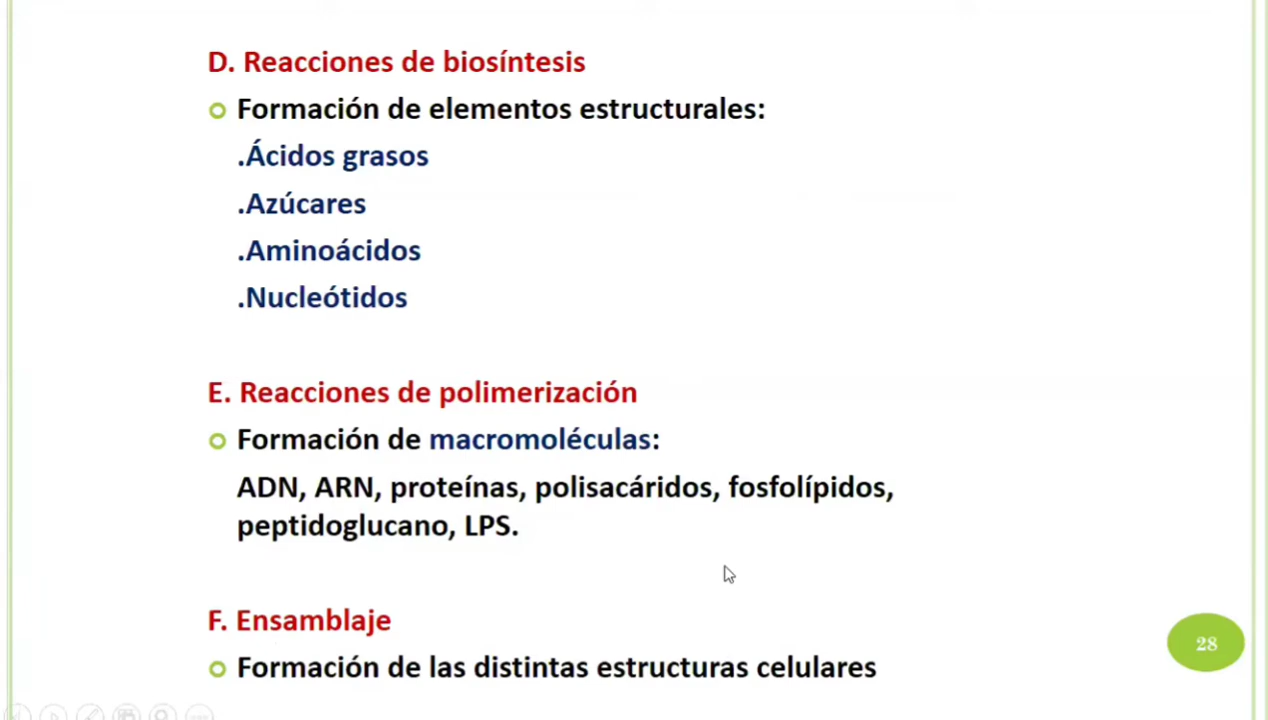 D. Reacciones de biosíntesis
Formación de elementos estructurales:
.Ácidos grasos
.Azúcares
.Aminoácidos
.Nucleótidos
E. Reacciones de polimerización
Formación de macromoléculas:
ADN, ARN, proteínas, polisacáridos, fosfolípidos,
peptidoglucano, LPS.
F. Ensamblaje
28
Formación de las distintas estructuras celulares